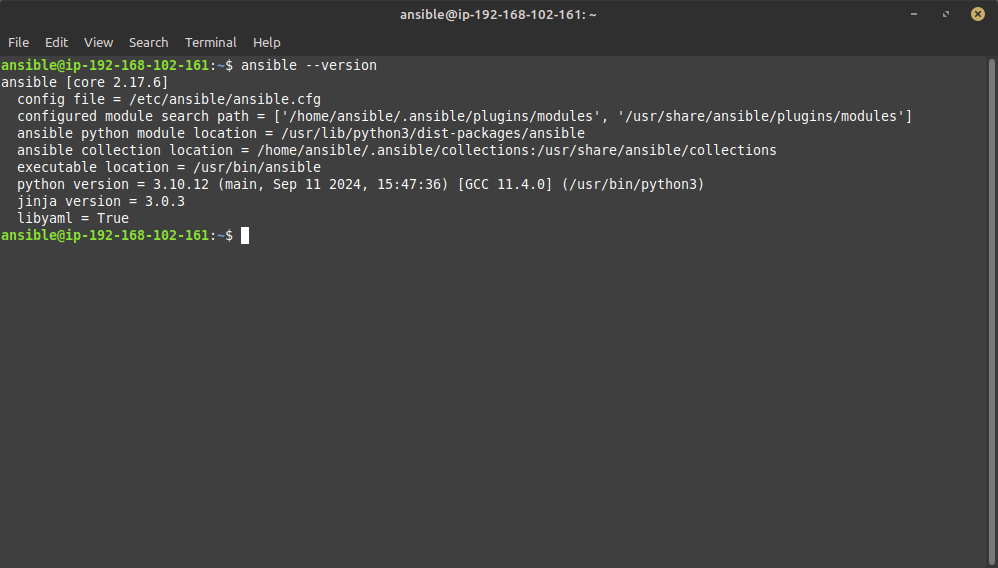 ansible@ip-192-168-102-161: ~
File Edit View Search Terminal Help
ansible@ip-192-168-102-161:~$ ansible --version
ansible [core 2.17.6]
  config file = /etc/ansible/ansible.cfg
  configured module search path = ['/home/ansible/.ansible/plugins/modules', '/usr/share/ansible/plugins/modules']
  ansible python module location = /usr/lib/python3/dist-packages/ansible
  ansible collection location = /home/ansible/.ansible/collections:/usr/share/ansible/collections
  executable location = /usr/bin/ansible
  python version = 3.10.12 (main, Sep 11 2024, 15:47:36) [GCC 11.4.0] (/usr/bin/python3)
  jinja version = 3.0.3
  libyaml = True
ansible@ip-192-168-102-161:~$